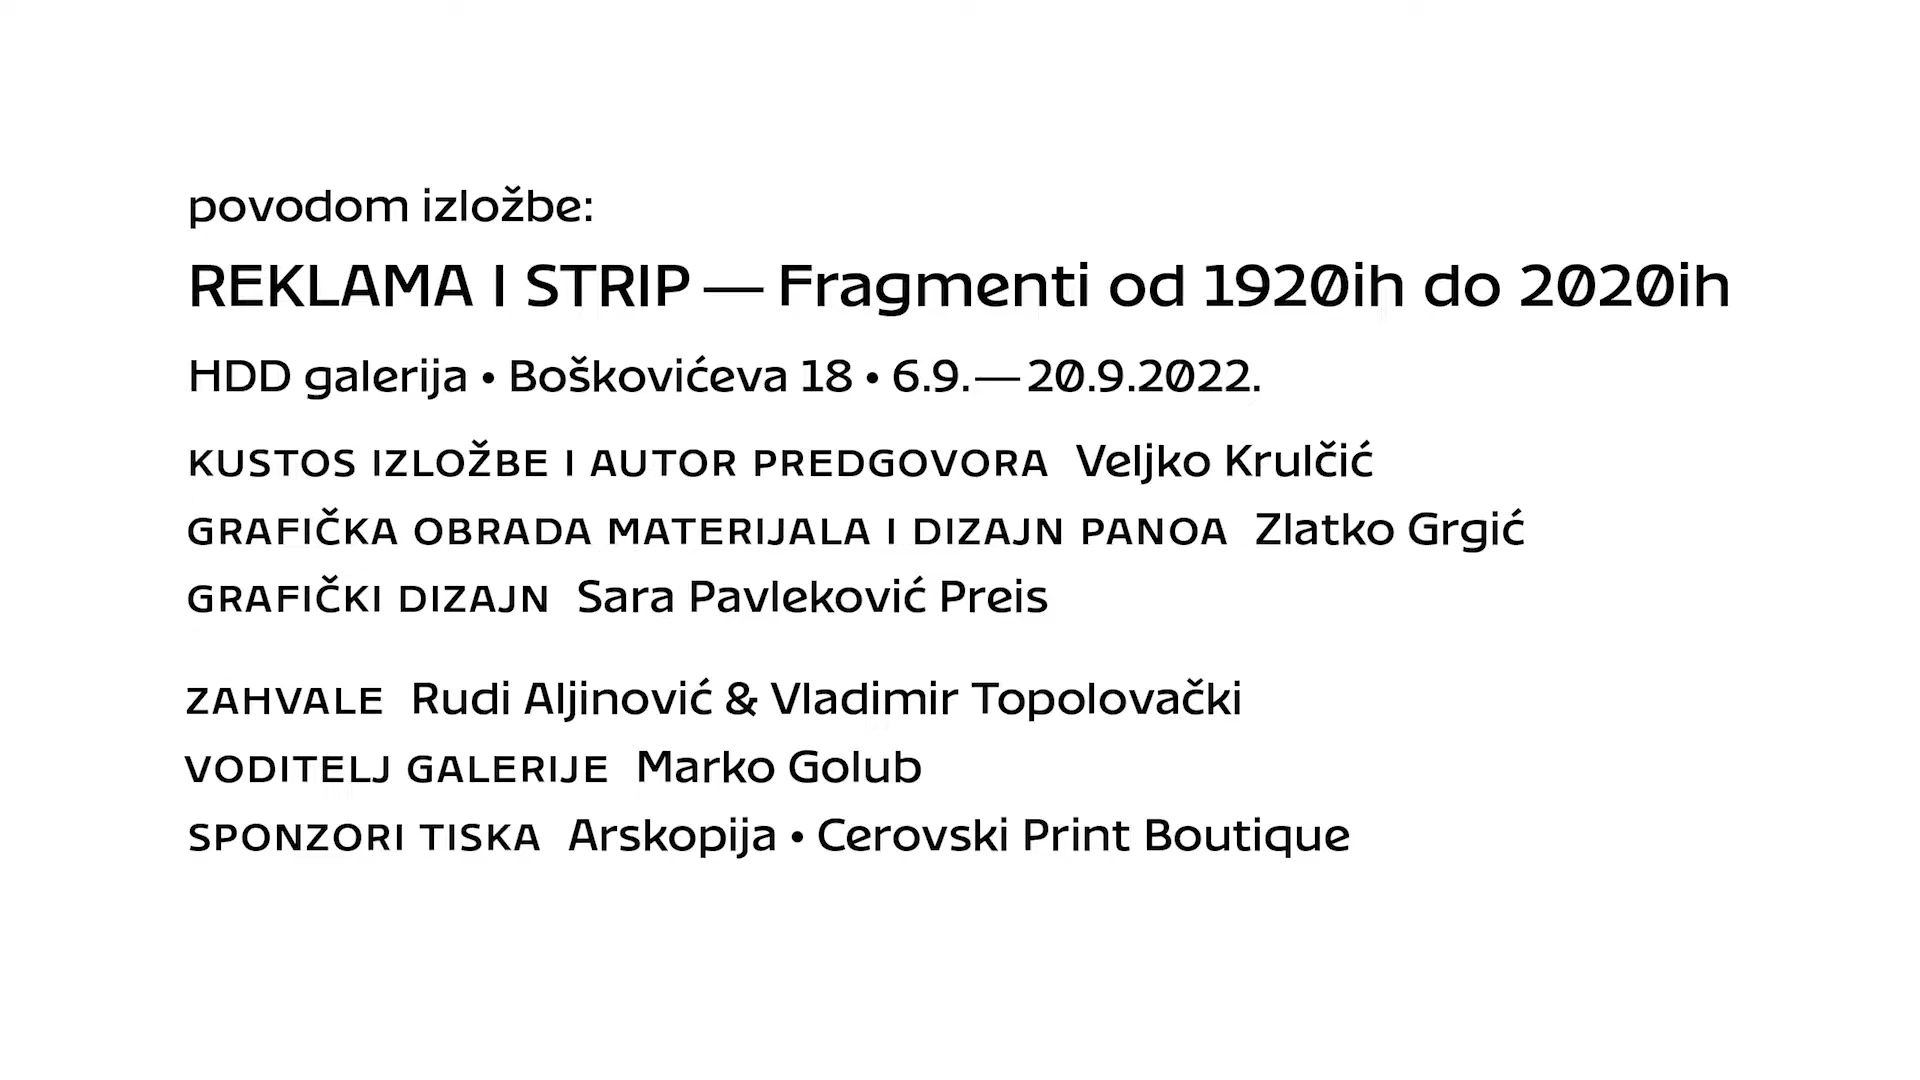 povodom izložbe:
REKLAMA I STRIP — Fragmenti od 1920ih do 2020ih
HDD galerija • Boškovićeva 18 • 6.9.—20.9.2022.
KUSTOS IZLOŽBE I AUTOR PREDGOVORA Veljko Krulčić
GRAFIČKA OBRADA MATERIJALA I DIZAJN PANOA Zlatko Grgić
GRAFIČKI DIZAJN Sara Pavleković Preis
ZAHVALE Rudi Aljinović & Vladimir Topolovački
VODITELJ GALERIJE Marko Golub
SPONZORI TISKA Arskopija • Cerovski Print Boutique